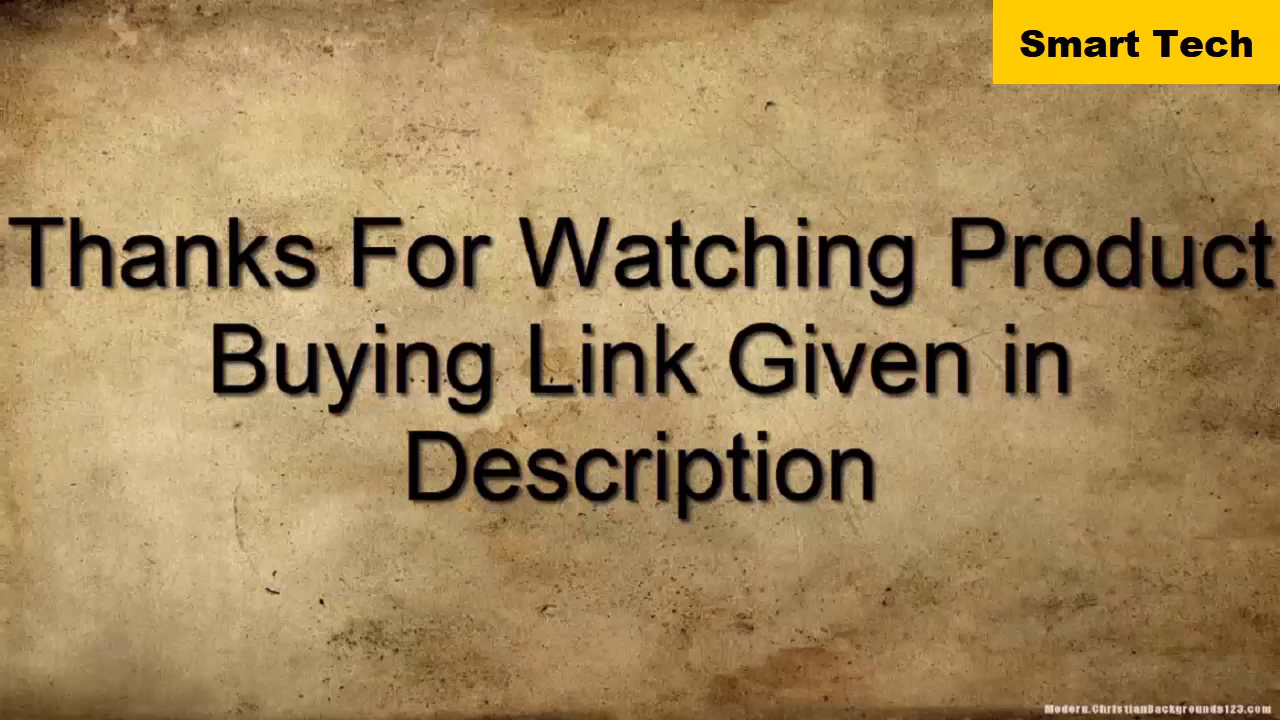 Smart Tech
Thanks For Watching Product
Buying Link Given in
Description
Modern.ChristianBackgrounds123.com